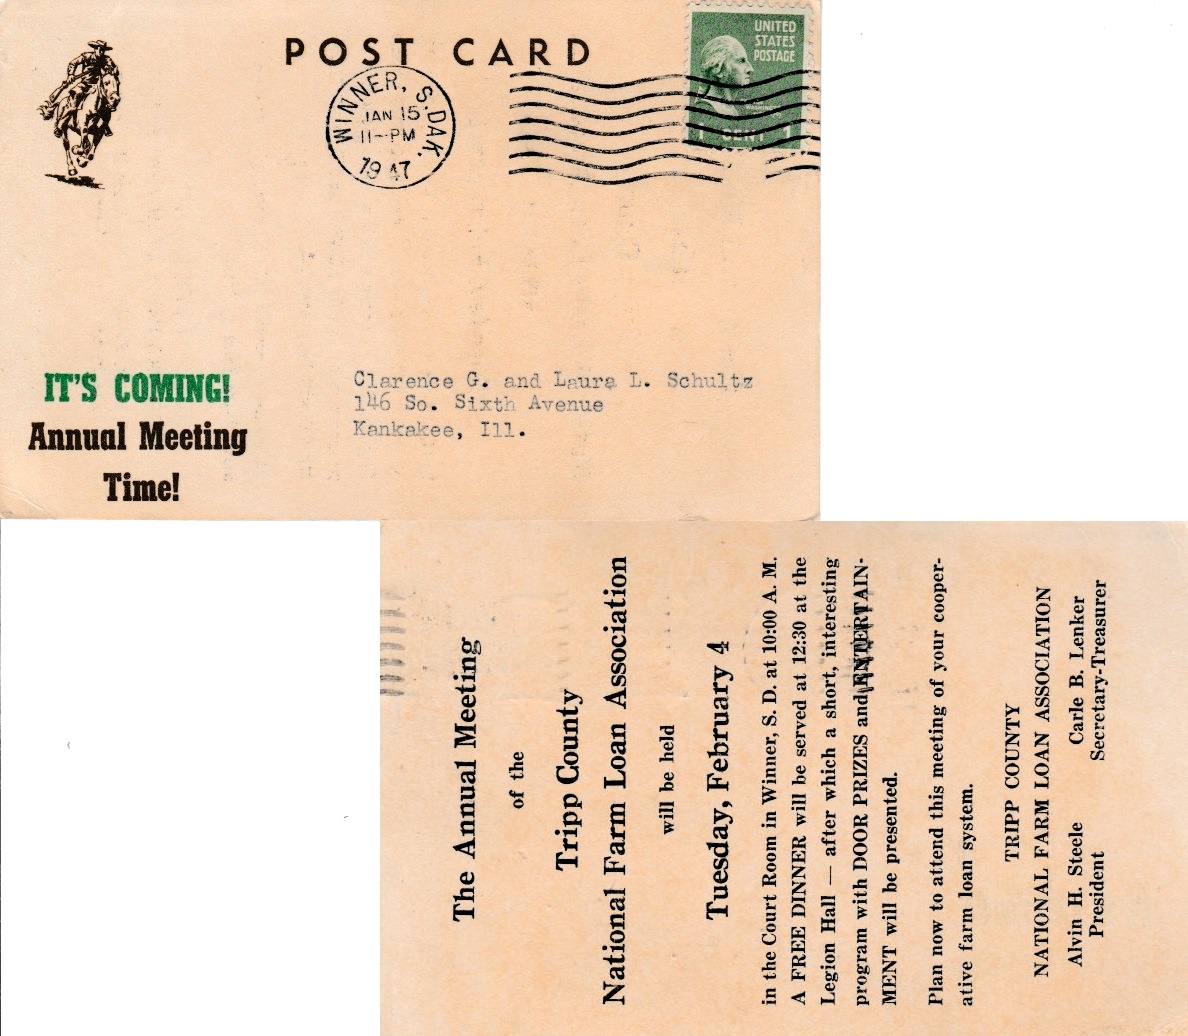 POST CARD
UNITED
STATES
POSTAGE
WINNER, S. DAK.
JAN 15
11-PM
1947
IT'S COMING!
Annual Meeting
Time!
Clarence G. and Laura L. Schultz
146 So. Sixth Avenue
Kankakee, Ill.
The Annual Meeting
of the
Tripp County
National Farm Loan Association
will be held
Tuesday, February 4
in the Court Room in Winner, S. D. at 10:00 A. M.
A FREE DINNER will be served at 12:30 at the
Legion Hall — after which a short, interesting
program with DOOR PRIZES and ENTERTAIN-
MENT will be presented.
Plan now to attend this meeting of your cooper-
ative farm loan system.
TRIPP COUNTY
NATIONAL FARM LOAN ASSOCIATION
Alvin H. Steele Carle B. Lenker
President Secretary-Treasurer